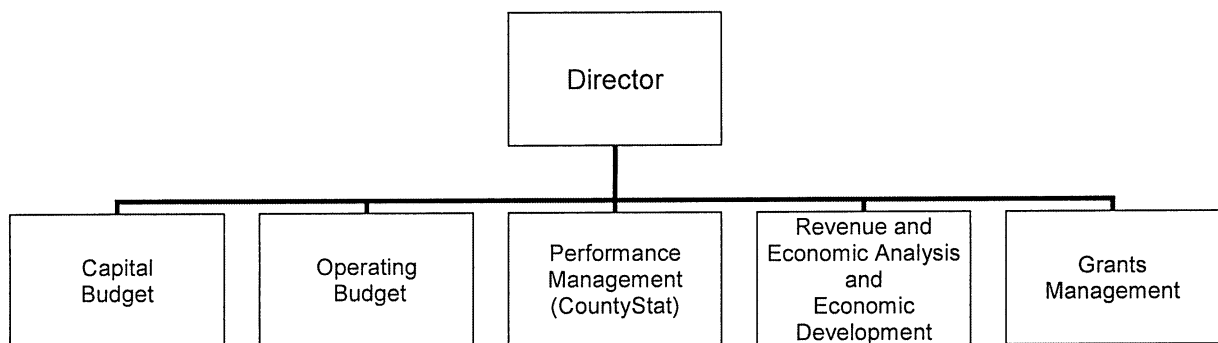 Director
Capital
Budget
Operating
Budget
Performance
Management
(CountyStat)
Revenue and
Economic Analysis
and
Economic
Development
Grants
Management